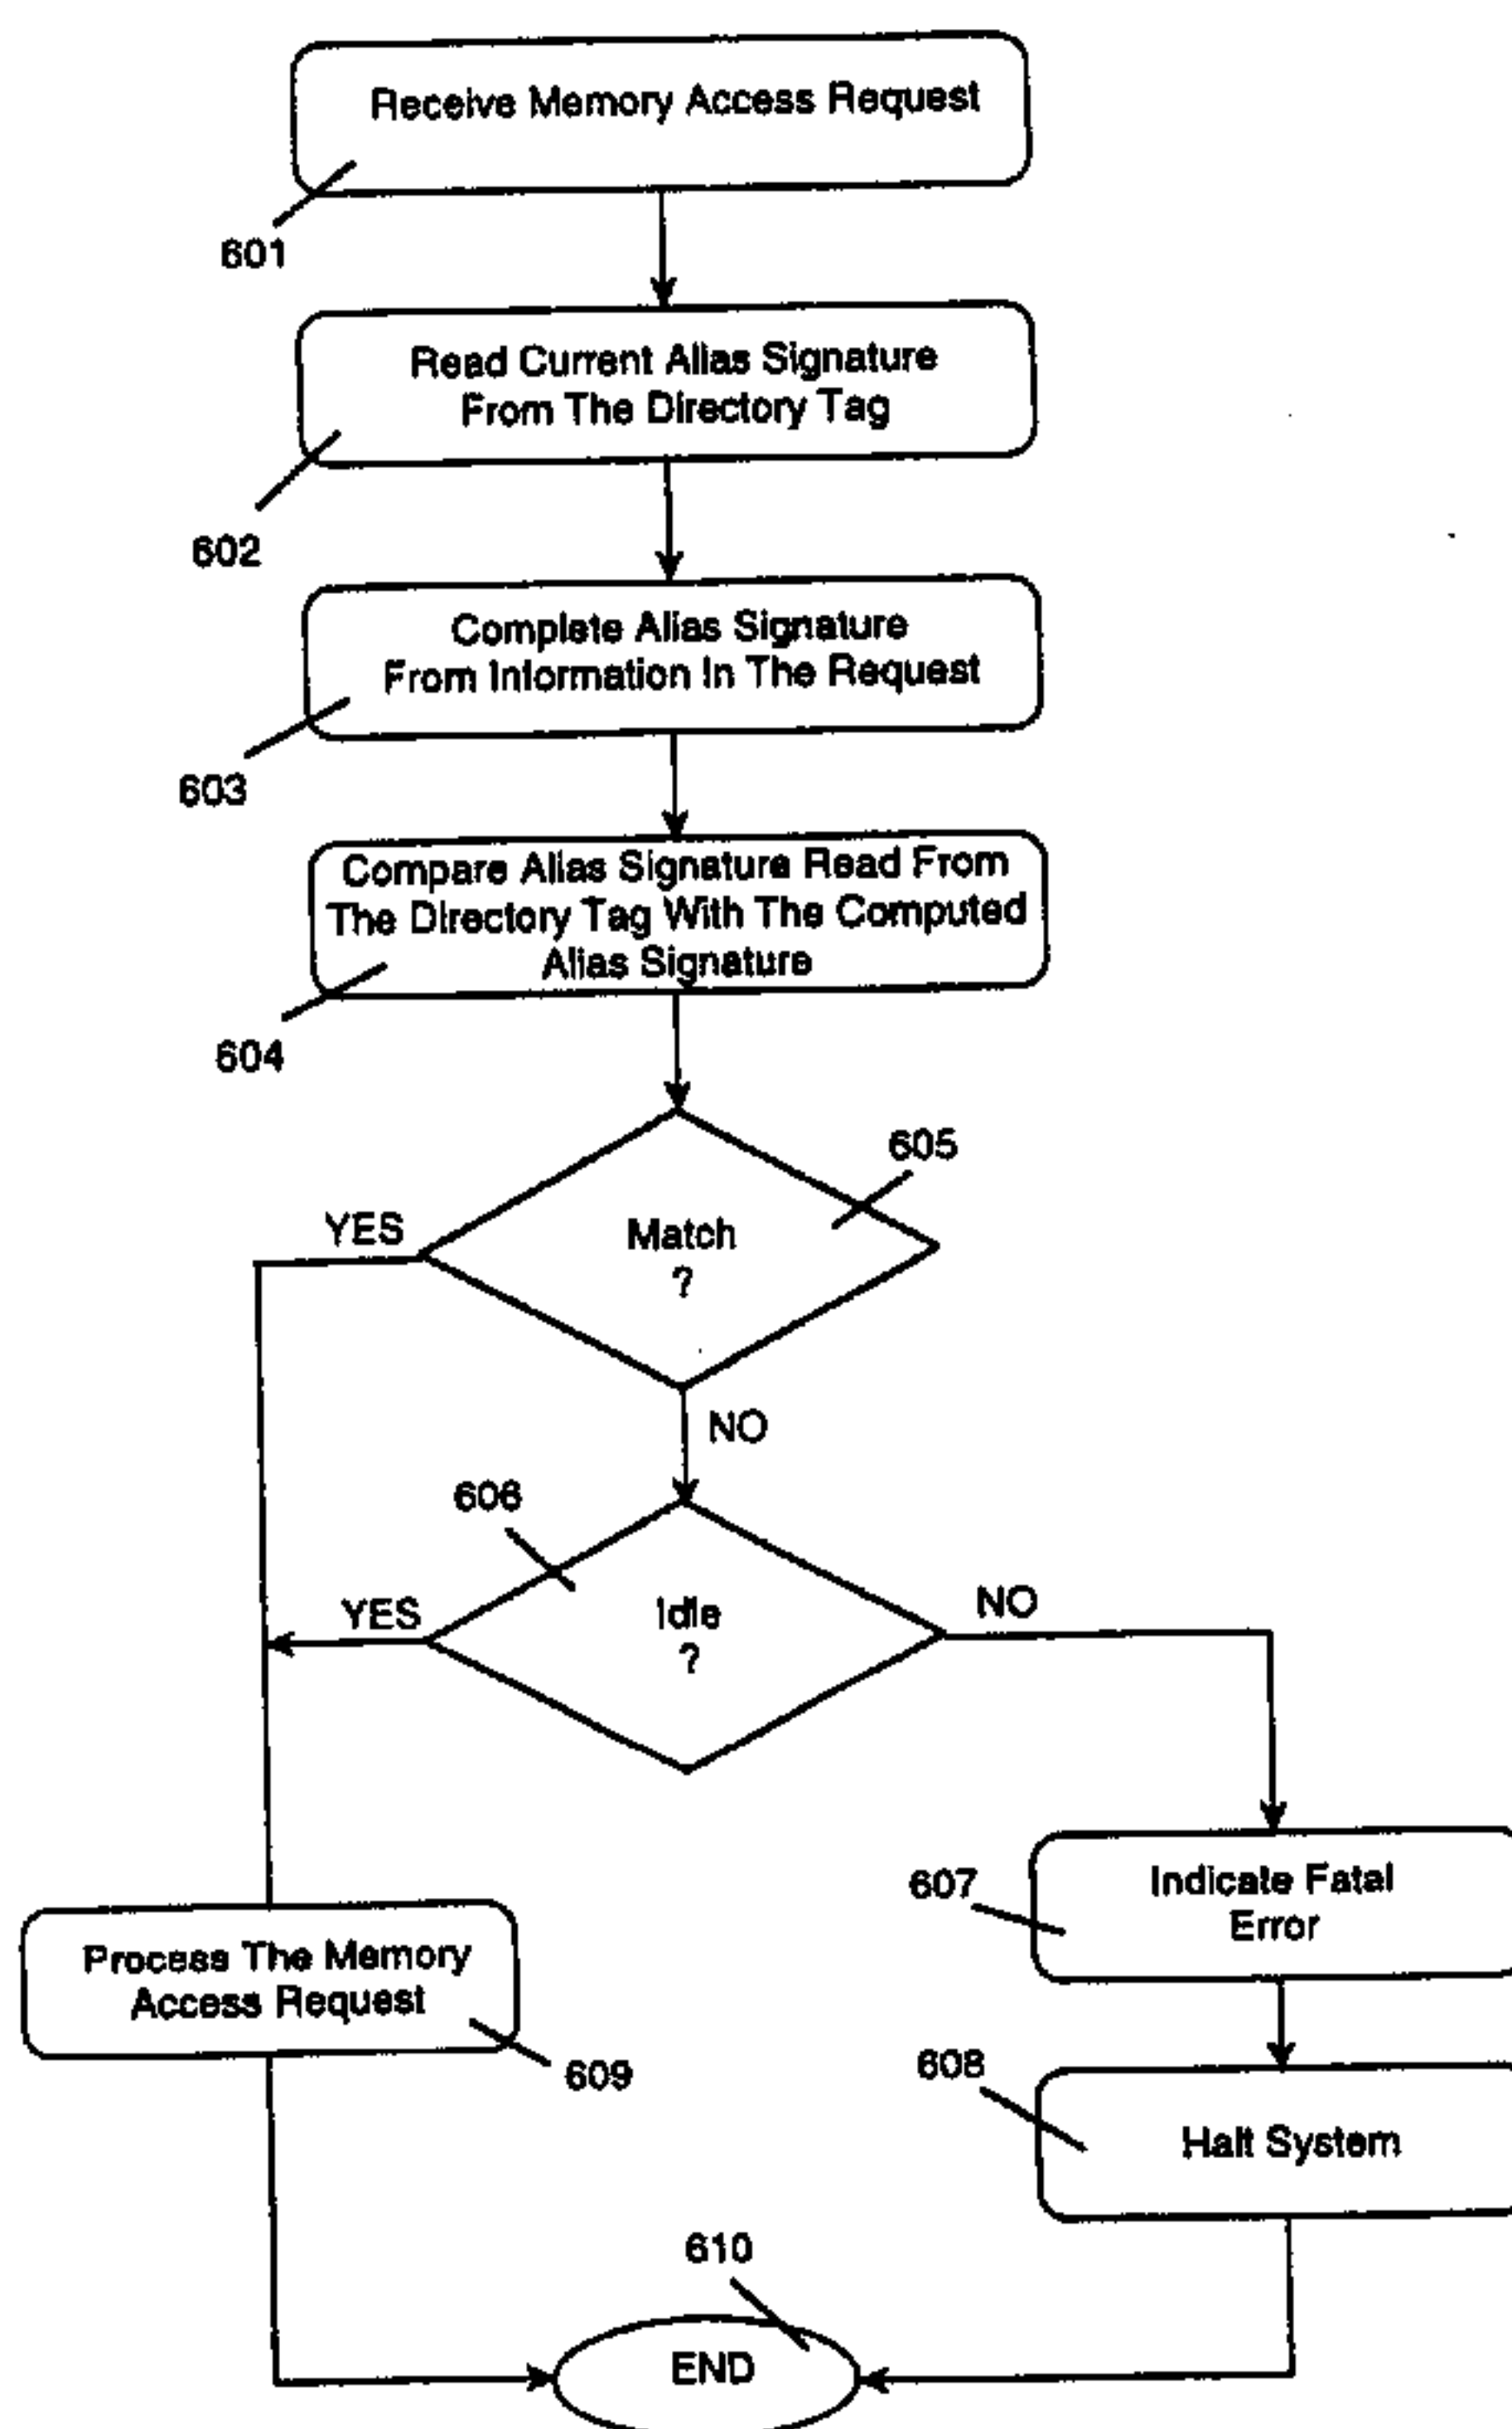 Receive Memory Access Request
601
Read Current Alias Signature
From The Directory Tag
602
Complete Alias Signature
From Information In The Request
603
Compare Alias Signature Read From
The Directory Tag With The Computed
Alias Signature
604
605
YES
Match
?
NO
606
YES
Idle
?
NO
607
Indicate Fatal
Error
Process The Memory
Access Request
609
608
Halt System
610
END